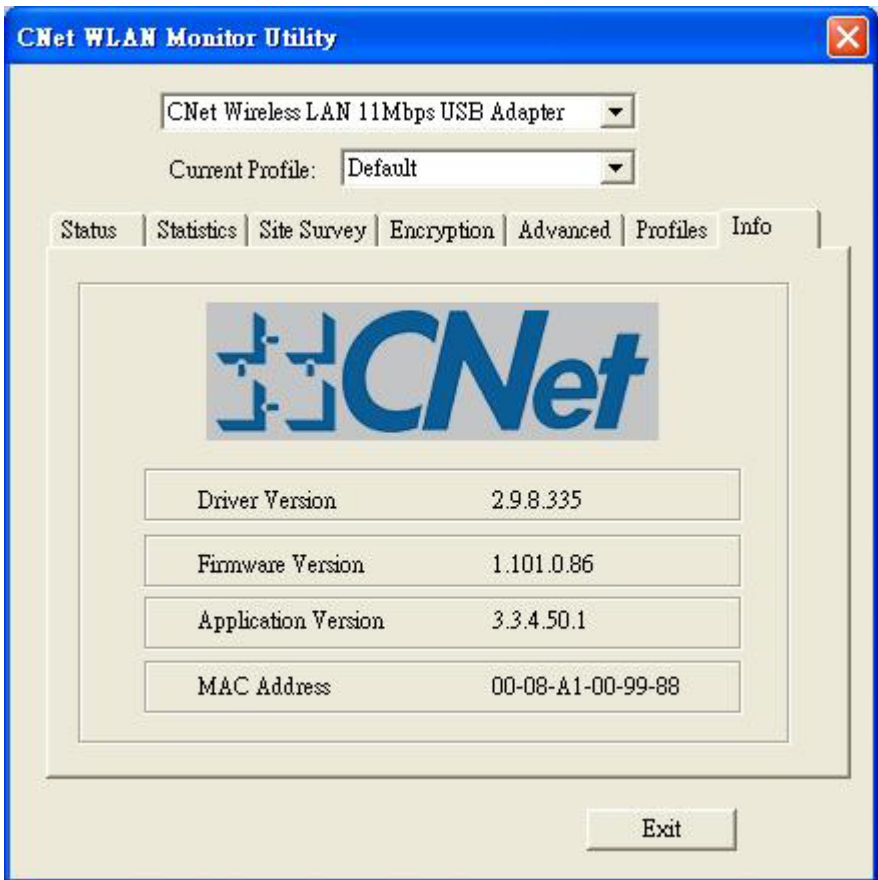 CNet WLAN Monitor Utility
CNet Wireless LAN 11Mbps USB Adapter
Current Profile: Default
Status Statistics Site Survey Encryption Advanced Profiles Info
CNet
Driver Version 2.9.8.335
Firmware Version 1.101.0.86
Application Version 3.3.4.50.1
MAC Address 00-08-A1-00-99-88
Exit